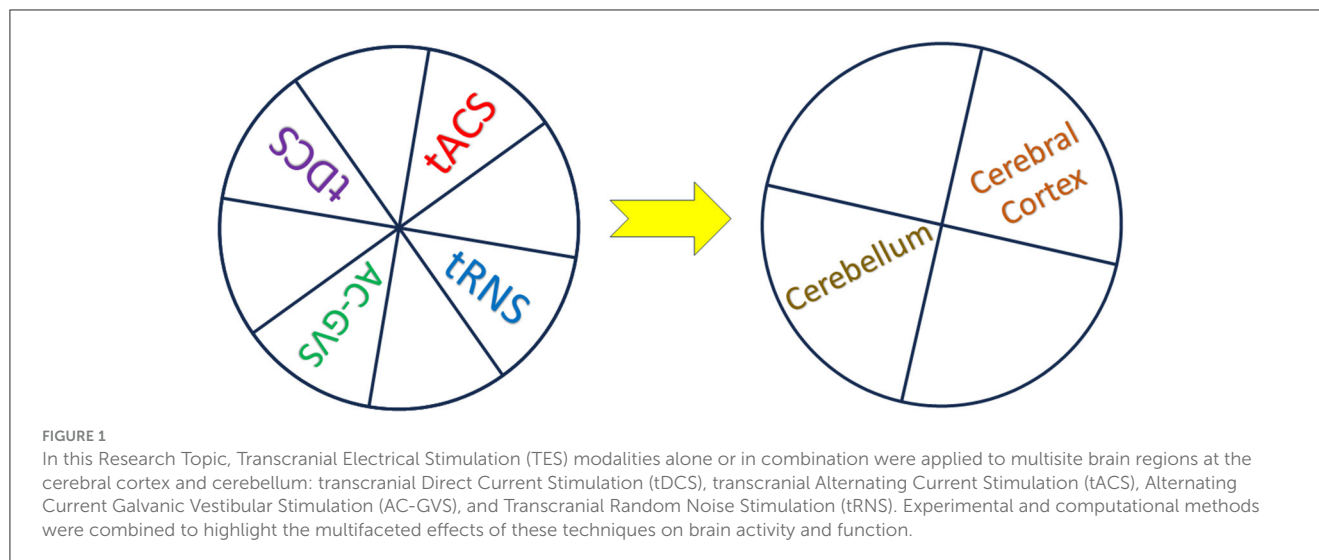 tDCS
tACS
tRNS
AC-GVS
Cerebral
Cortex
Cerebellum
FIGURE 1
In this Research Topic, Transcranial Electrical Stimulation (TES) modalities alone or in combination were applied to multisite brain regions at the
cerebral cortex and cerebellum: transcranial Direct Current Stimulation (tDCS), transcranial Alternating Current Stimulation (tACS), Alternating
Current Galvanic Vestibular Stimulation (AC-GVS), and Transcranial Random Noise Stimulation (tRNS). Experimental and computational methods
were combined to highlight the multifaceted effects of these techniques on brain activity and function.